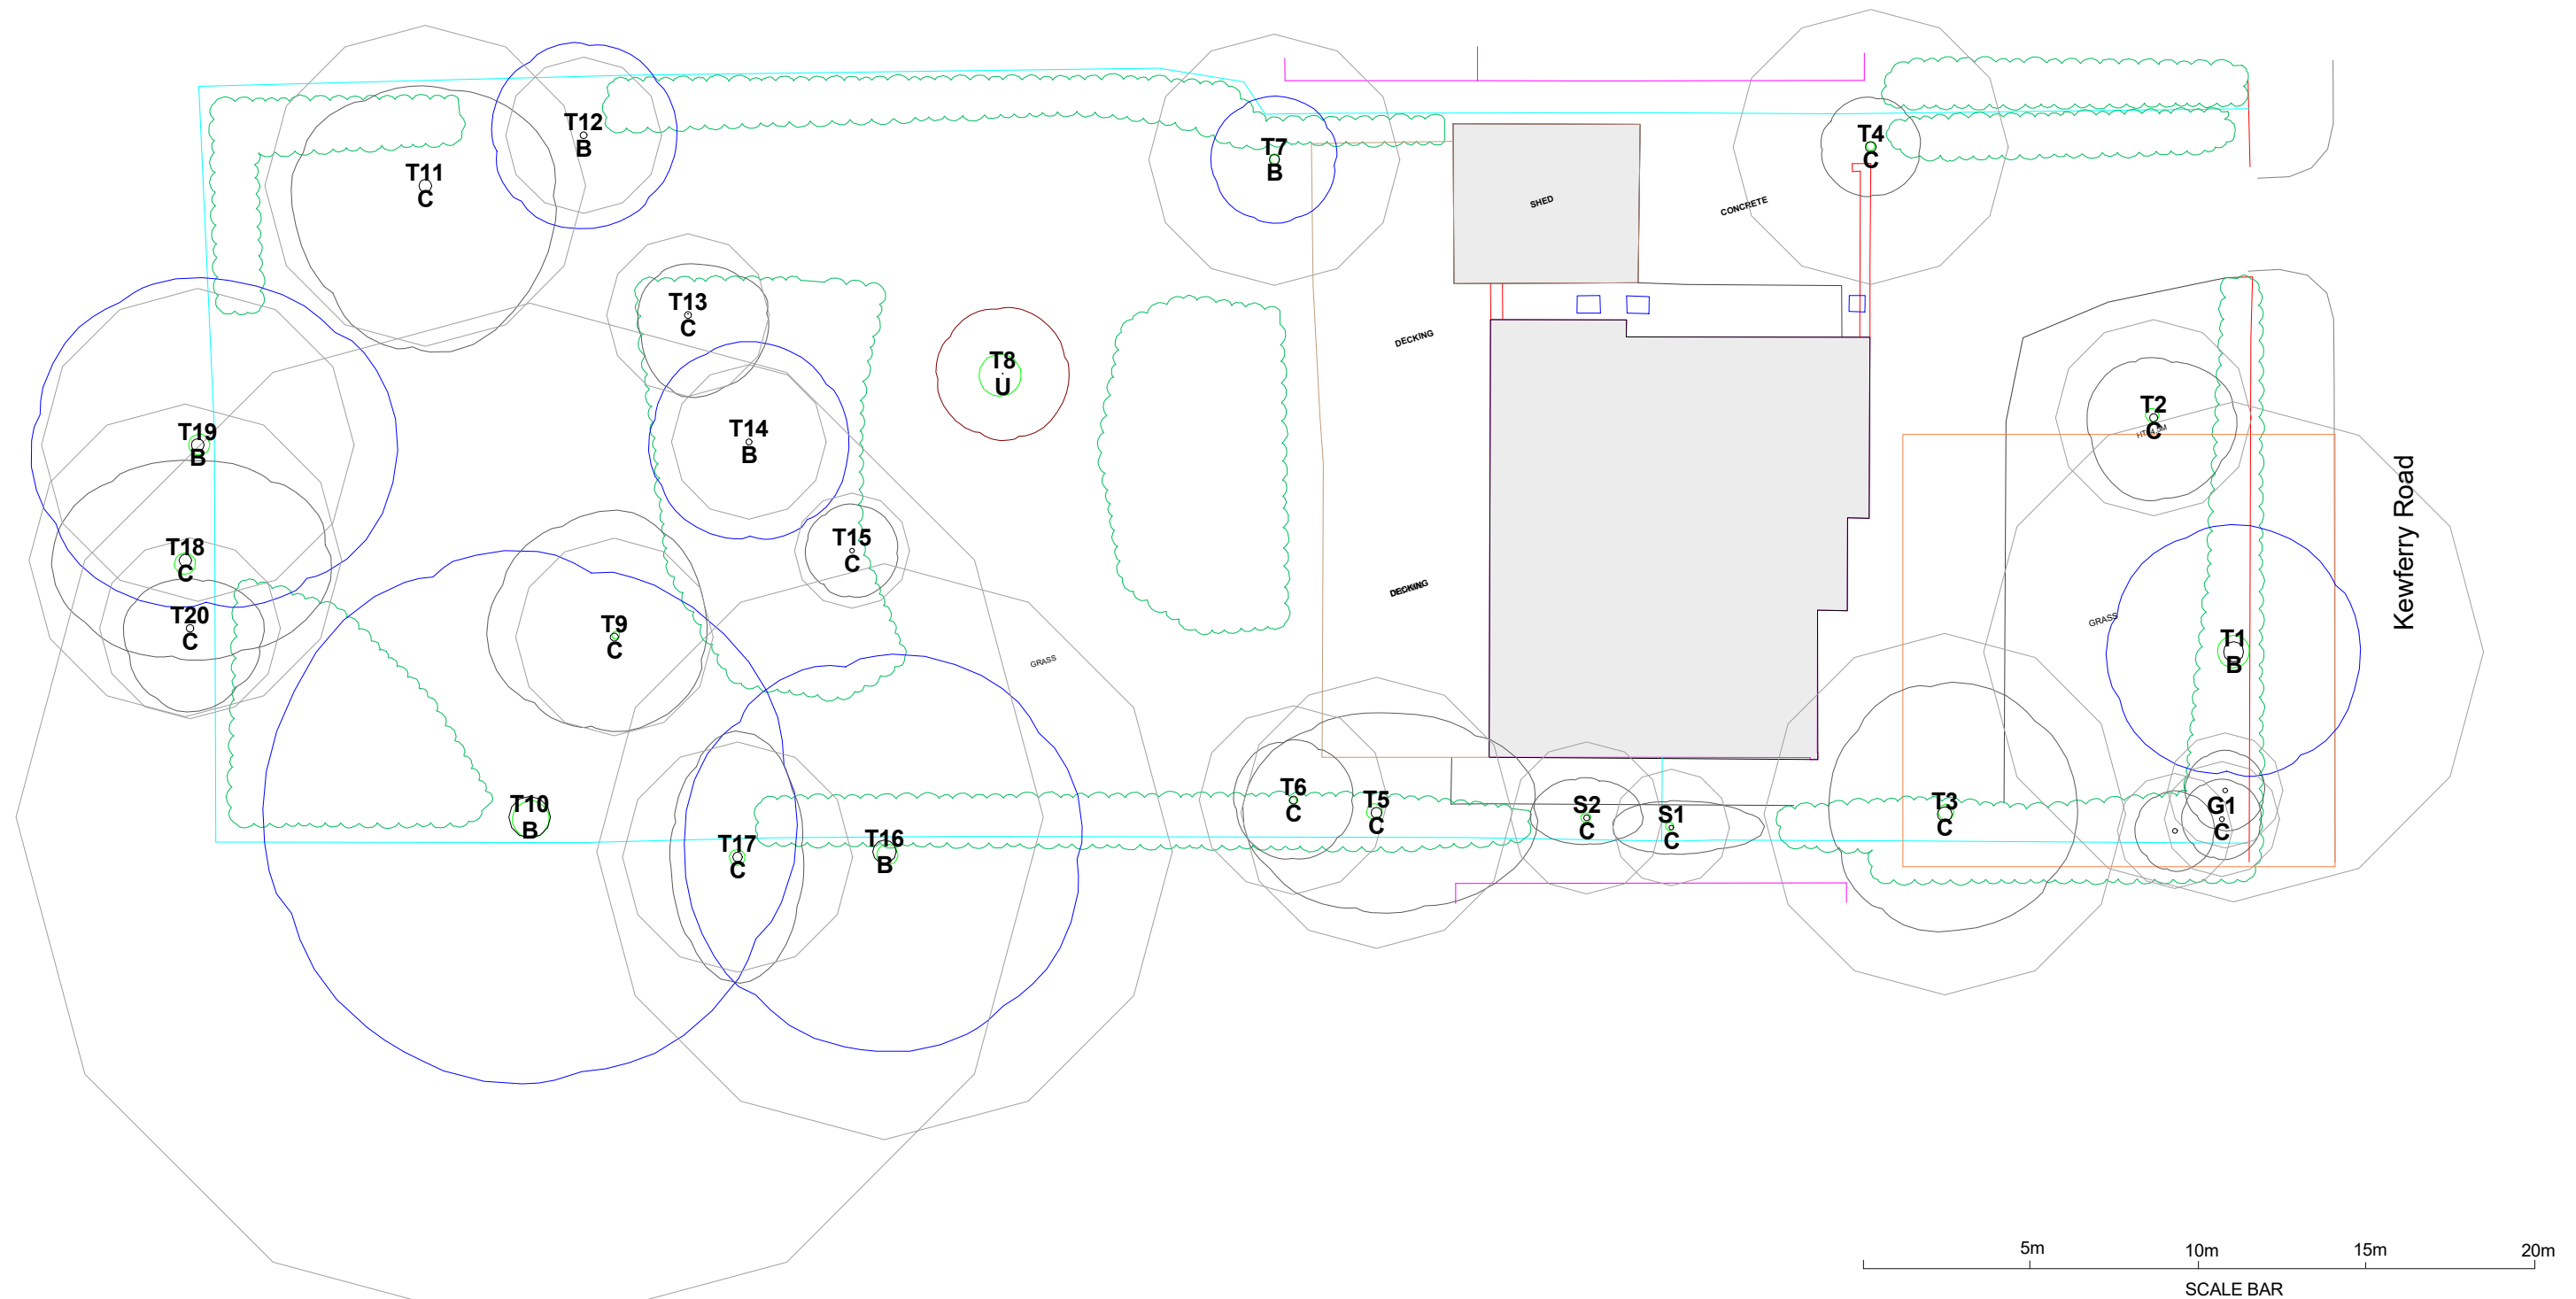 T12
B
T11
C
T7
B
T4
C
SHED
CONCRETE
T13
C
DECKING
T8
U
T2
C
T14
B
T19
B
Kewferry Road
T15
C
T18
C
DECKING
T20
C
T9
C
GRASS
GRASS
T1
B
T10
B
T17
C
T16
B
T6
C
T5
C
S2
C
S1
C
T3
C
G1
C
5m
10m
15m
20m
SCALE BAR